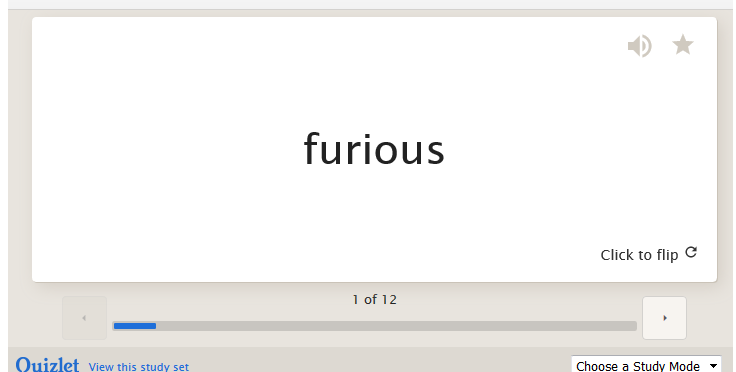 furious
Click to flip
1 of 12
Quizlet View this study set Choose a Study Mode